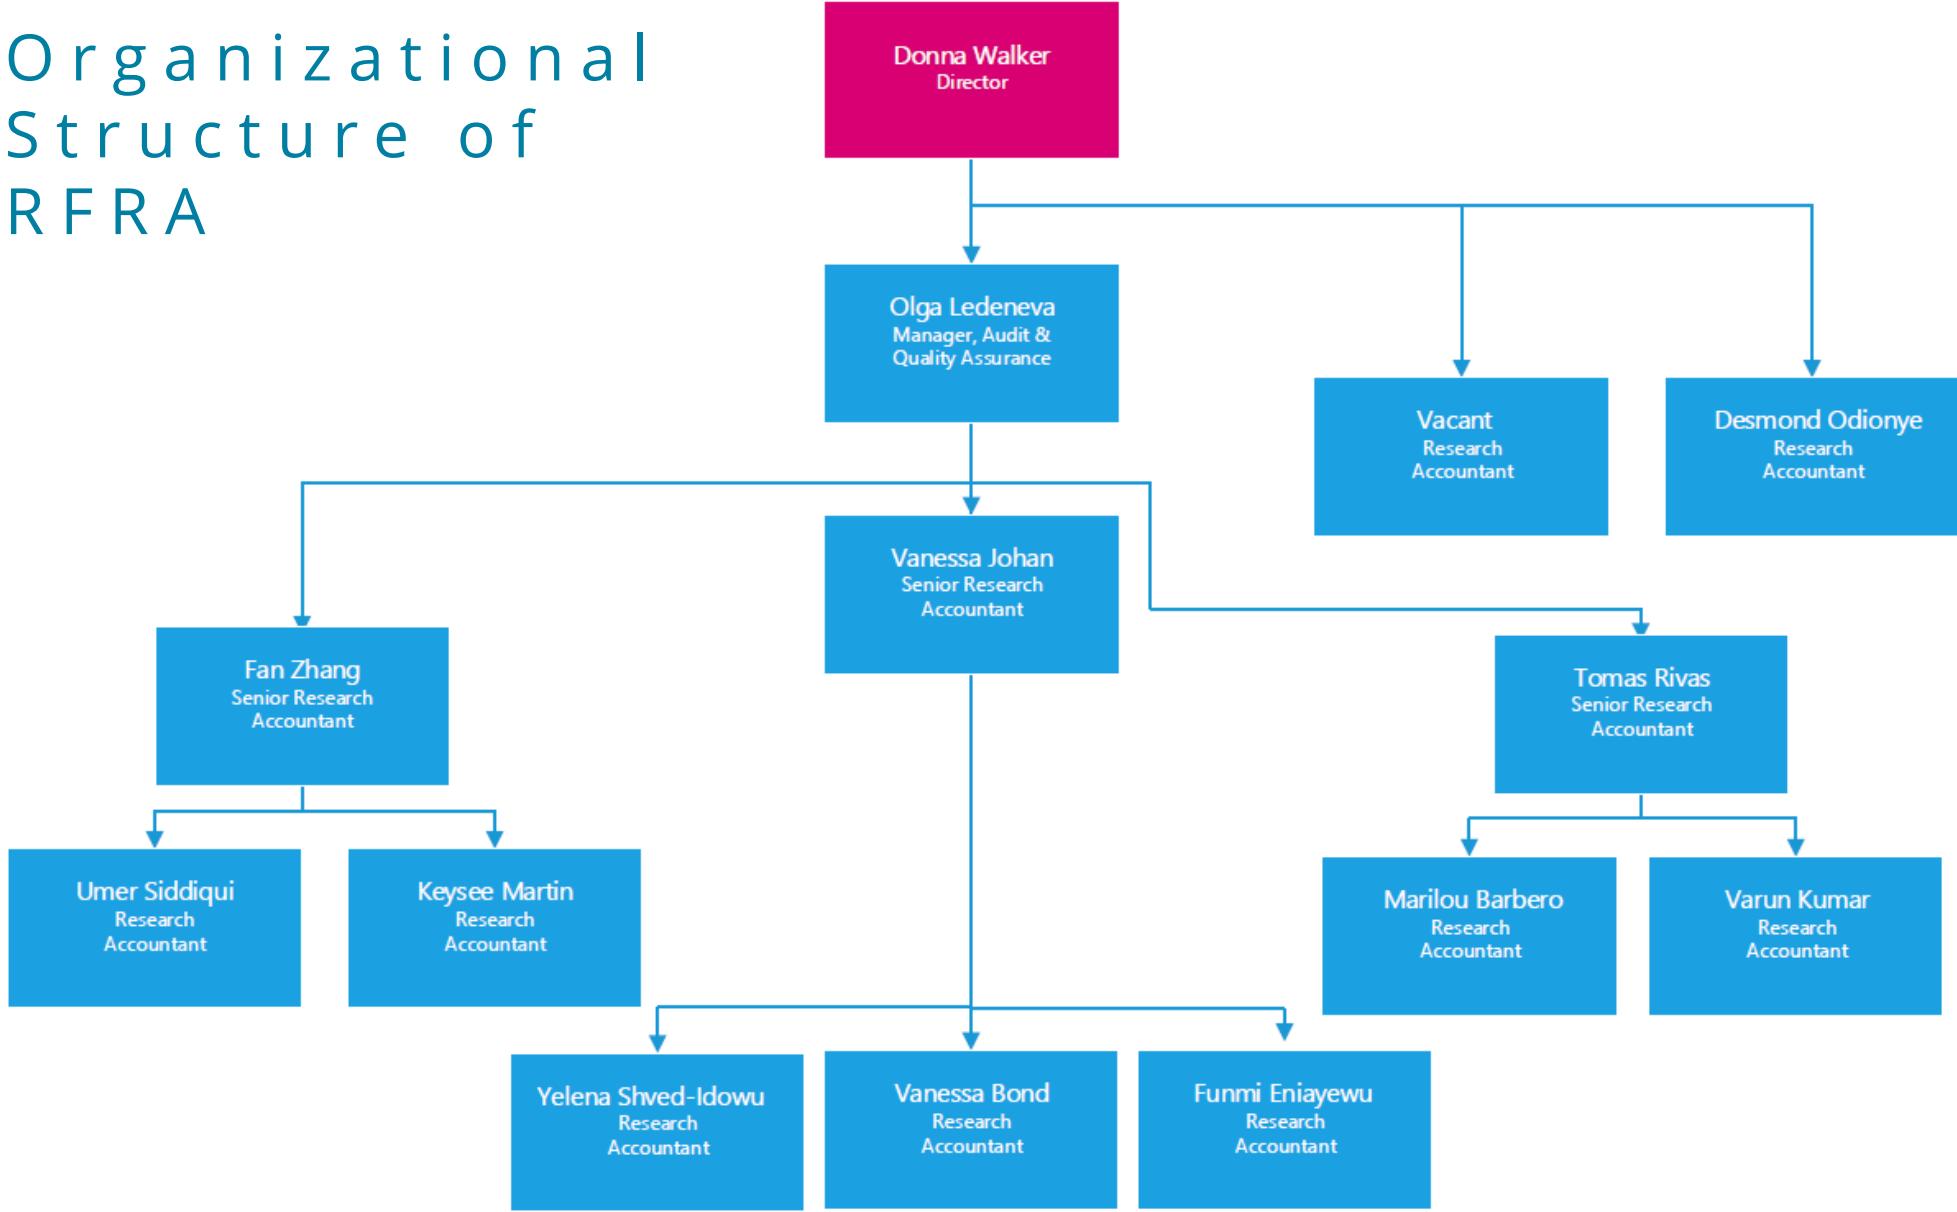 Organizational
Structure of
RFRA
Donna Walker
Director
Olga Ledeneva
Manager, Audit &
Quality Assurance
Vacant
Research
Accountant
Desmond Odionye
Research
Accountant
Vanessa Johan
Senior Research
Accountant
Fan Zhang
Senior Research
Accountant
Tomas Rivas
Senior Research
Accountant
Umer Siddiqui
Research
Accountant
Keysee Martin
Research
Accountant
Marilou Barbero
Research
Accountant
Varun Kumar
Research
Accountant
Yelena Shved-Idowu
Research
Accountant
Vanessa Bond
Research
Accountant
Funmi Eniayewu
Research
Accountant